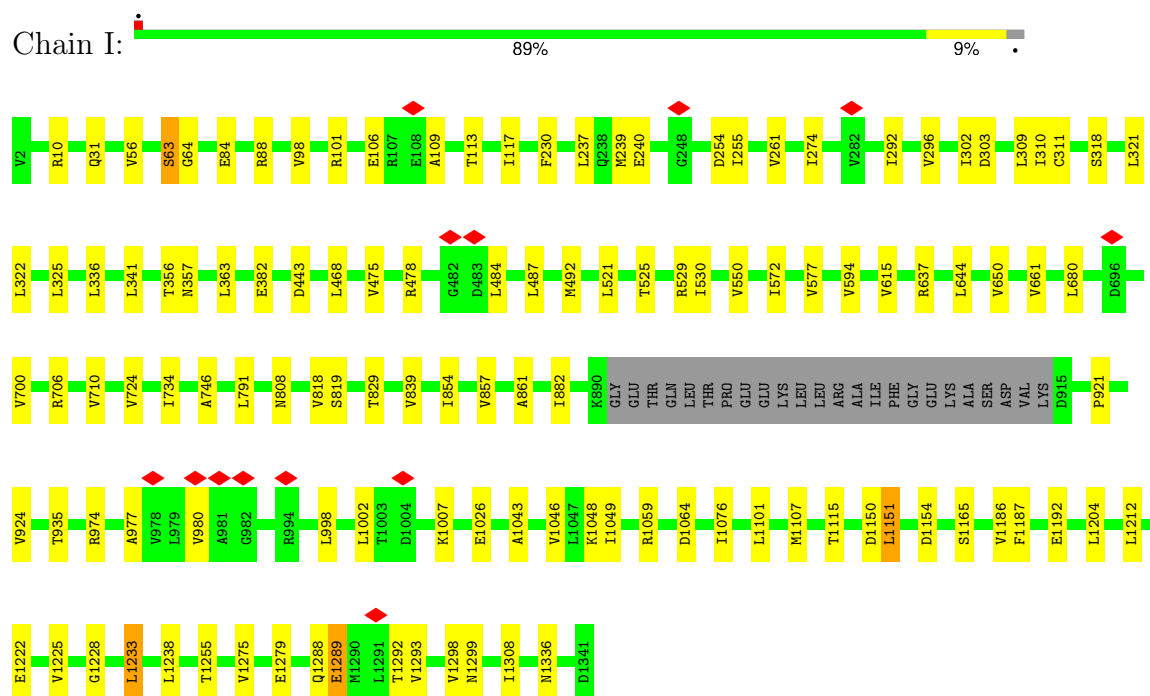 Chain I:
89% 9%
V2 R10 Q31 V56 S63 G64 E84 R88 V98 R101 E106 R107 E108 A109 T113 I117 F230 L237 Q238 M239 E240 G248 D254 I255 V261 I274 V282 I292 V296 I302 D303 L309 I310 C311 S318 L321
L322 L325 L336 L341 T356 N357 L363 E382 D443 L468 V475 R478 G482 D483 L484 L487 M492 L521 T525 R529 I530 V550 I572 V577 V594 V615 R637 L644 V650 V661 L680 D696
V700 R706 V710 V724 I734 A746 L791 N808 V818 S819 T829 V839 I854 V857 A861 I882 K890 GLY GLU THR GLN LEU THR PRO GLU GLU LYS LEU LEU ARG ALA ILE PHE GLY GLU LYS ALA SER ASP VAL LYS D915 P921
V924 T935 R974 A977 V978 L979 V980 A981 G982 R994 L998 L1002 T1003 D1004 K1007 E1026 A1043 V1046 L1047 K1048 I1049 R1059 D1064 I1076 L1101 M1107 T1115 D1150 L1151 D1154 S1165 V1186 F1187 E1192 L1204 L1212
E1222 V1225 G1228 L1233 L1238 T1255 V1275 E1279 Q1288 E1289 M1290 L1291 T1292 V1293 V1298 N1299 I1308 N1336 D1341